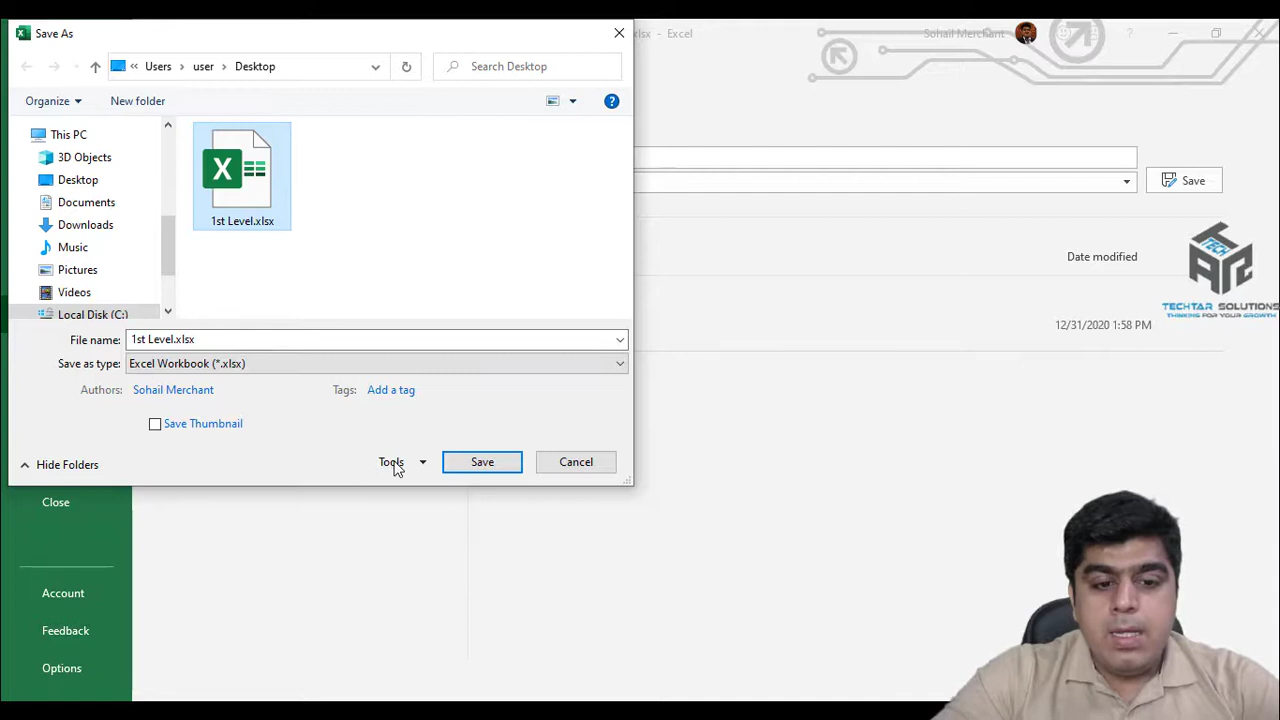 Save As
xlsx - Excel
Sohail Merchant
Users
user
Desktop
Search Desktop
Organize
New folder
This PC
3D Objects
Desktop
Documents
Downloads
Music
Pictures
Videos
Local Disk (C:)
1st Level.xlsx
File name:
1st Level.xlsx
Save as type:
Excel Workbook (*.xlsx)
Authors:
Sohail Merchant
Tags:
Add a tag
Save Thumbnail
Hide Folders
Tools
Save
Cancel
Save
Date modified
12/31/2020 1:58 PM
TECH
TAR
TECHTAR SOLUTIONS
THINKING FOR YOUR GROWTH
Close
Account
Feedback
Options